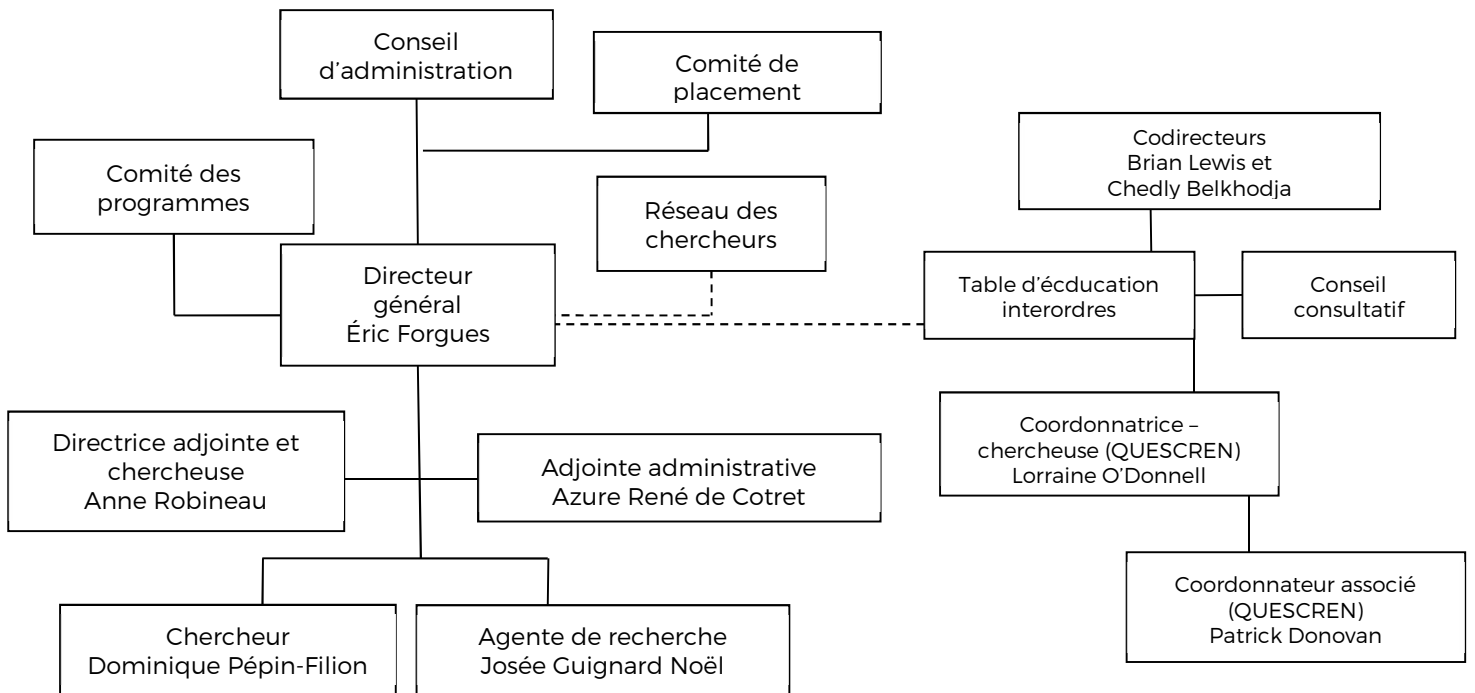 Conseil
d'administration
Comité de
placement
Codirecteurs
Brian Lewis et
Chedly Belkhodja
Comité des
programmes
Réseau des
chercheurs
Directeur
général
Éric Forgues
Table d'écducation
interordres
Conseil
consultatif
Directrice adjointe et
chercheuse
Anne Robineau
Adjointe administrative
Azure René de Cotret
Coordonnatrice –
chercheuse (QUESCREN)
Lorraine O'Donnell
Coordonnateur associé
(QUESCREN)
Patrick Donovan
Chercheur
Dominique Pépin-Filion
Agente de recherche
Josée Guignard Noël